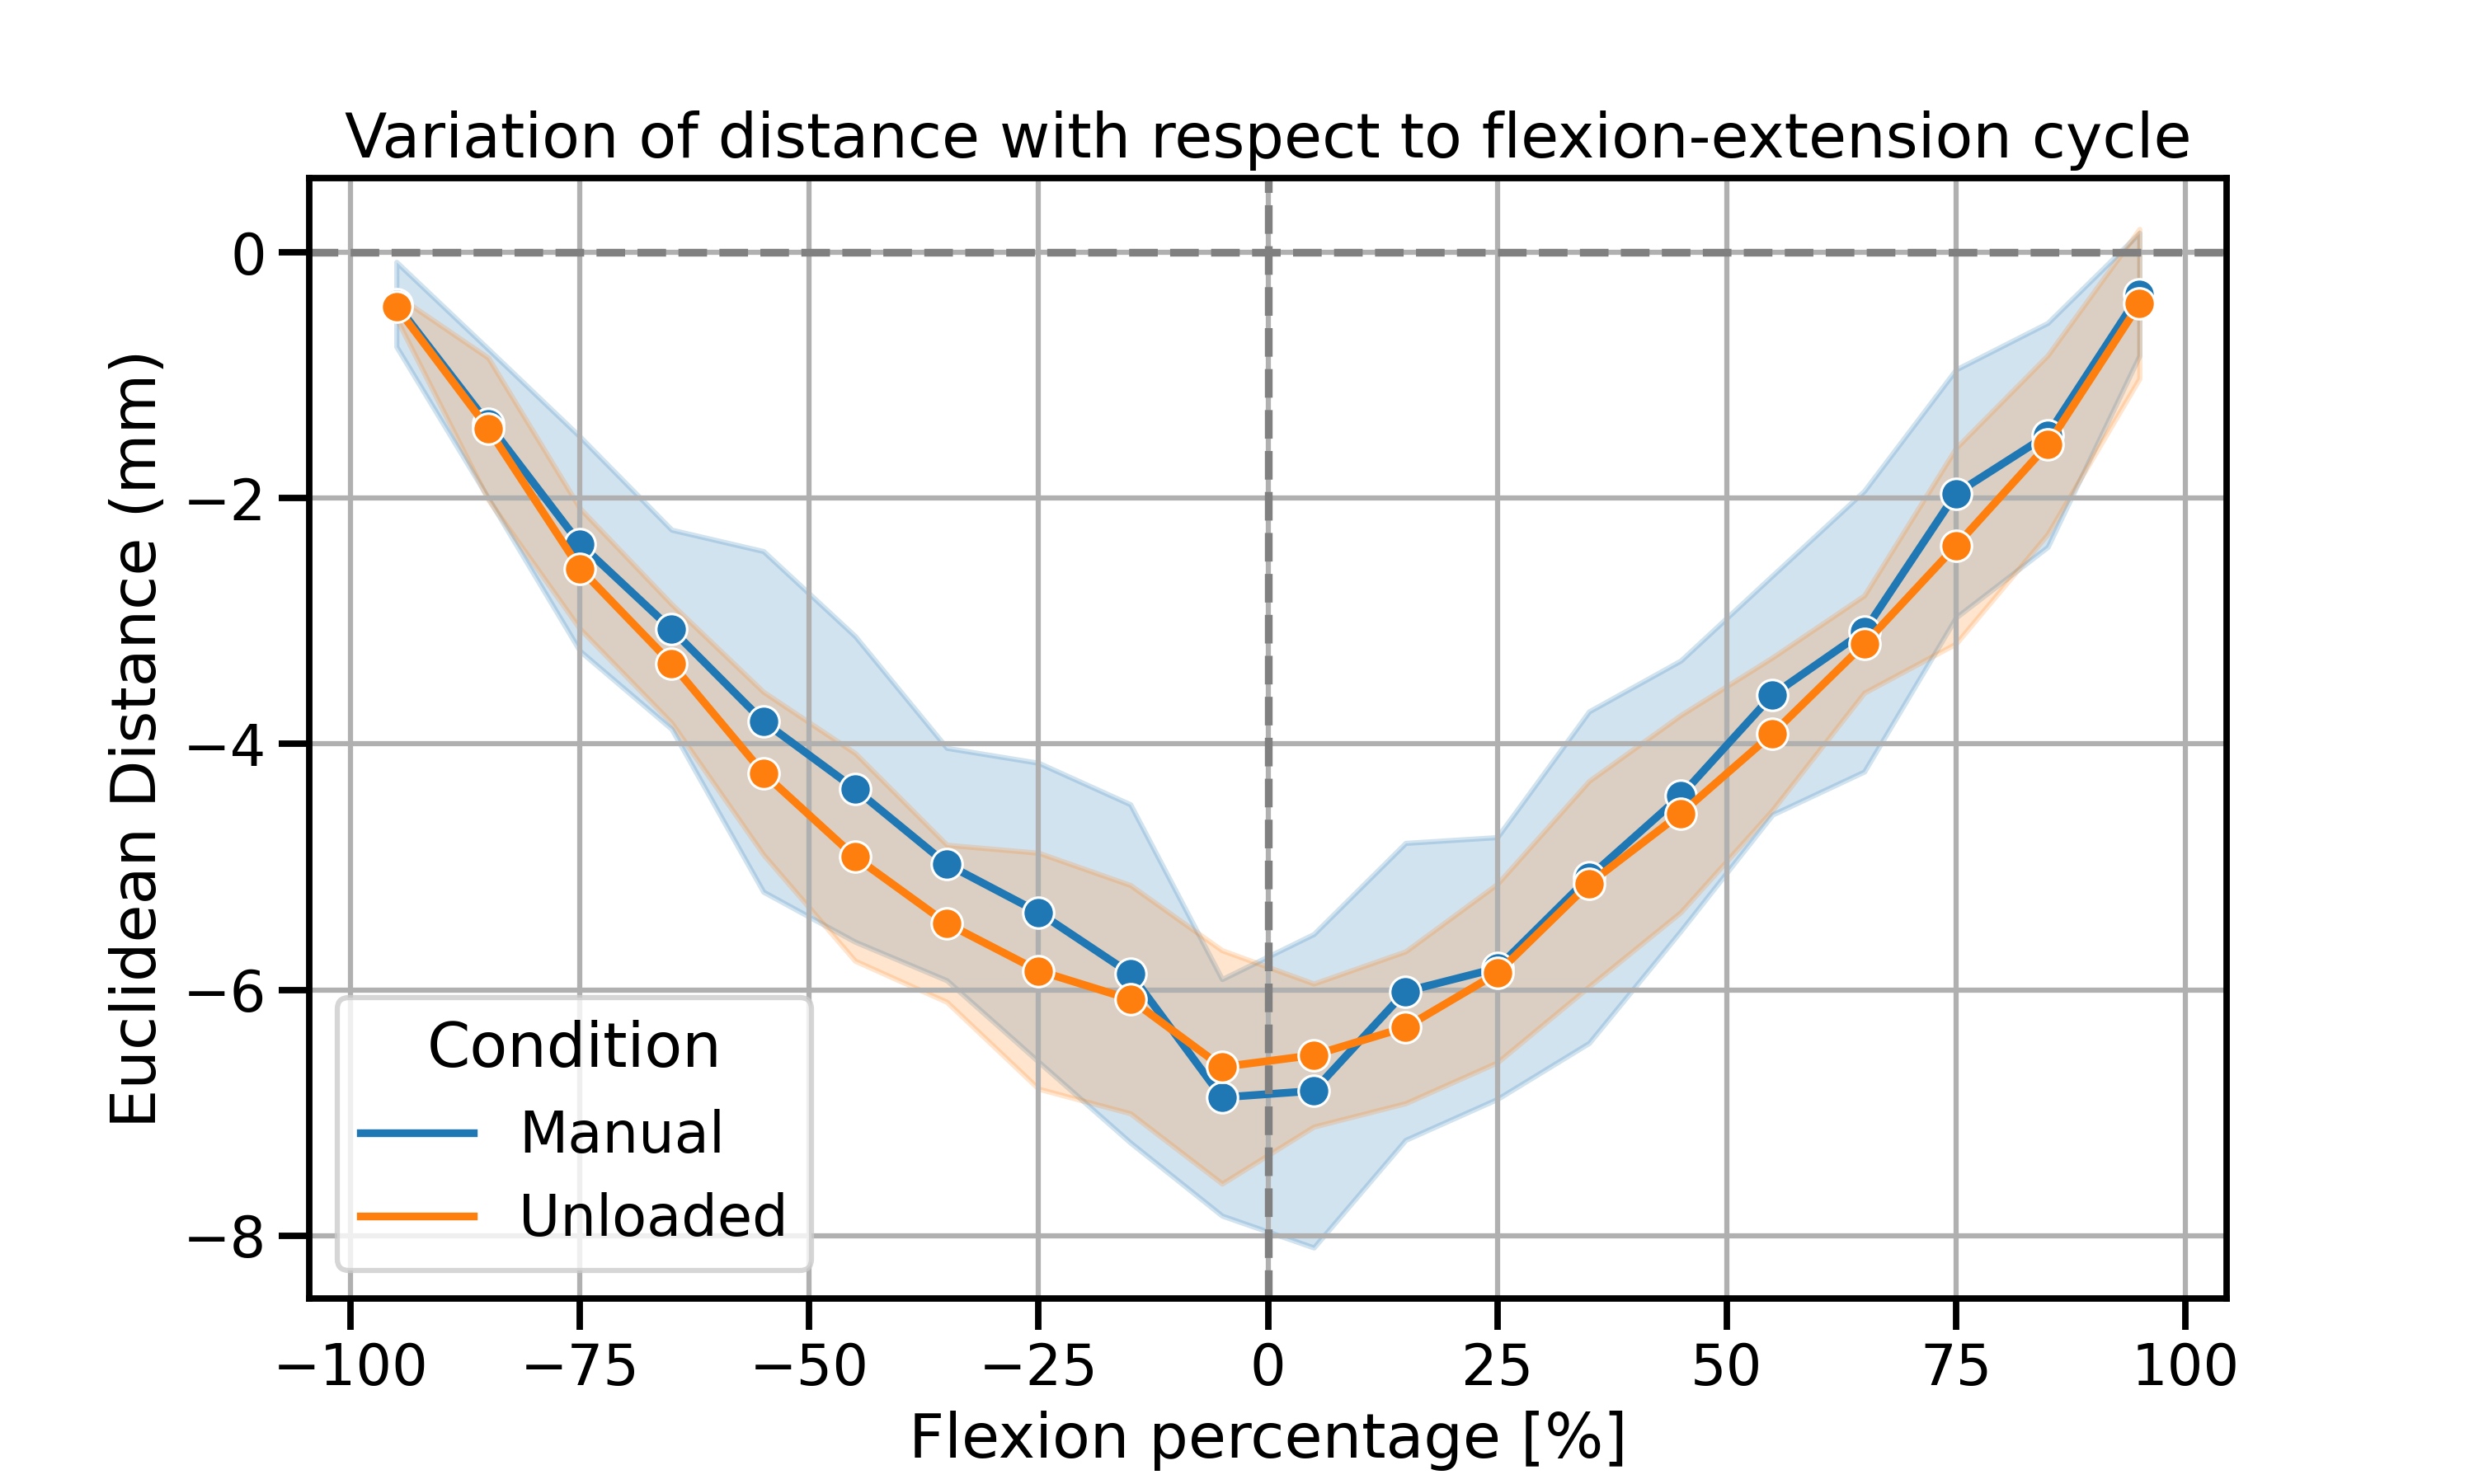 Variation of distance with respect to flexion-extension cycle
Euclidean Distance (mm)
0
−2
−4
−6
−8
Condition
Manual
Unloaded
−100 −75 −50 −25 0 25 50 75 100
Flexion percentage [%]